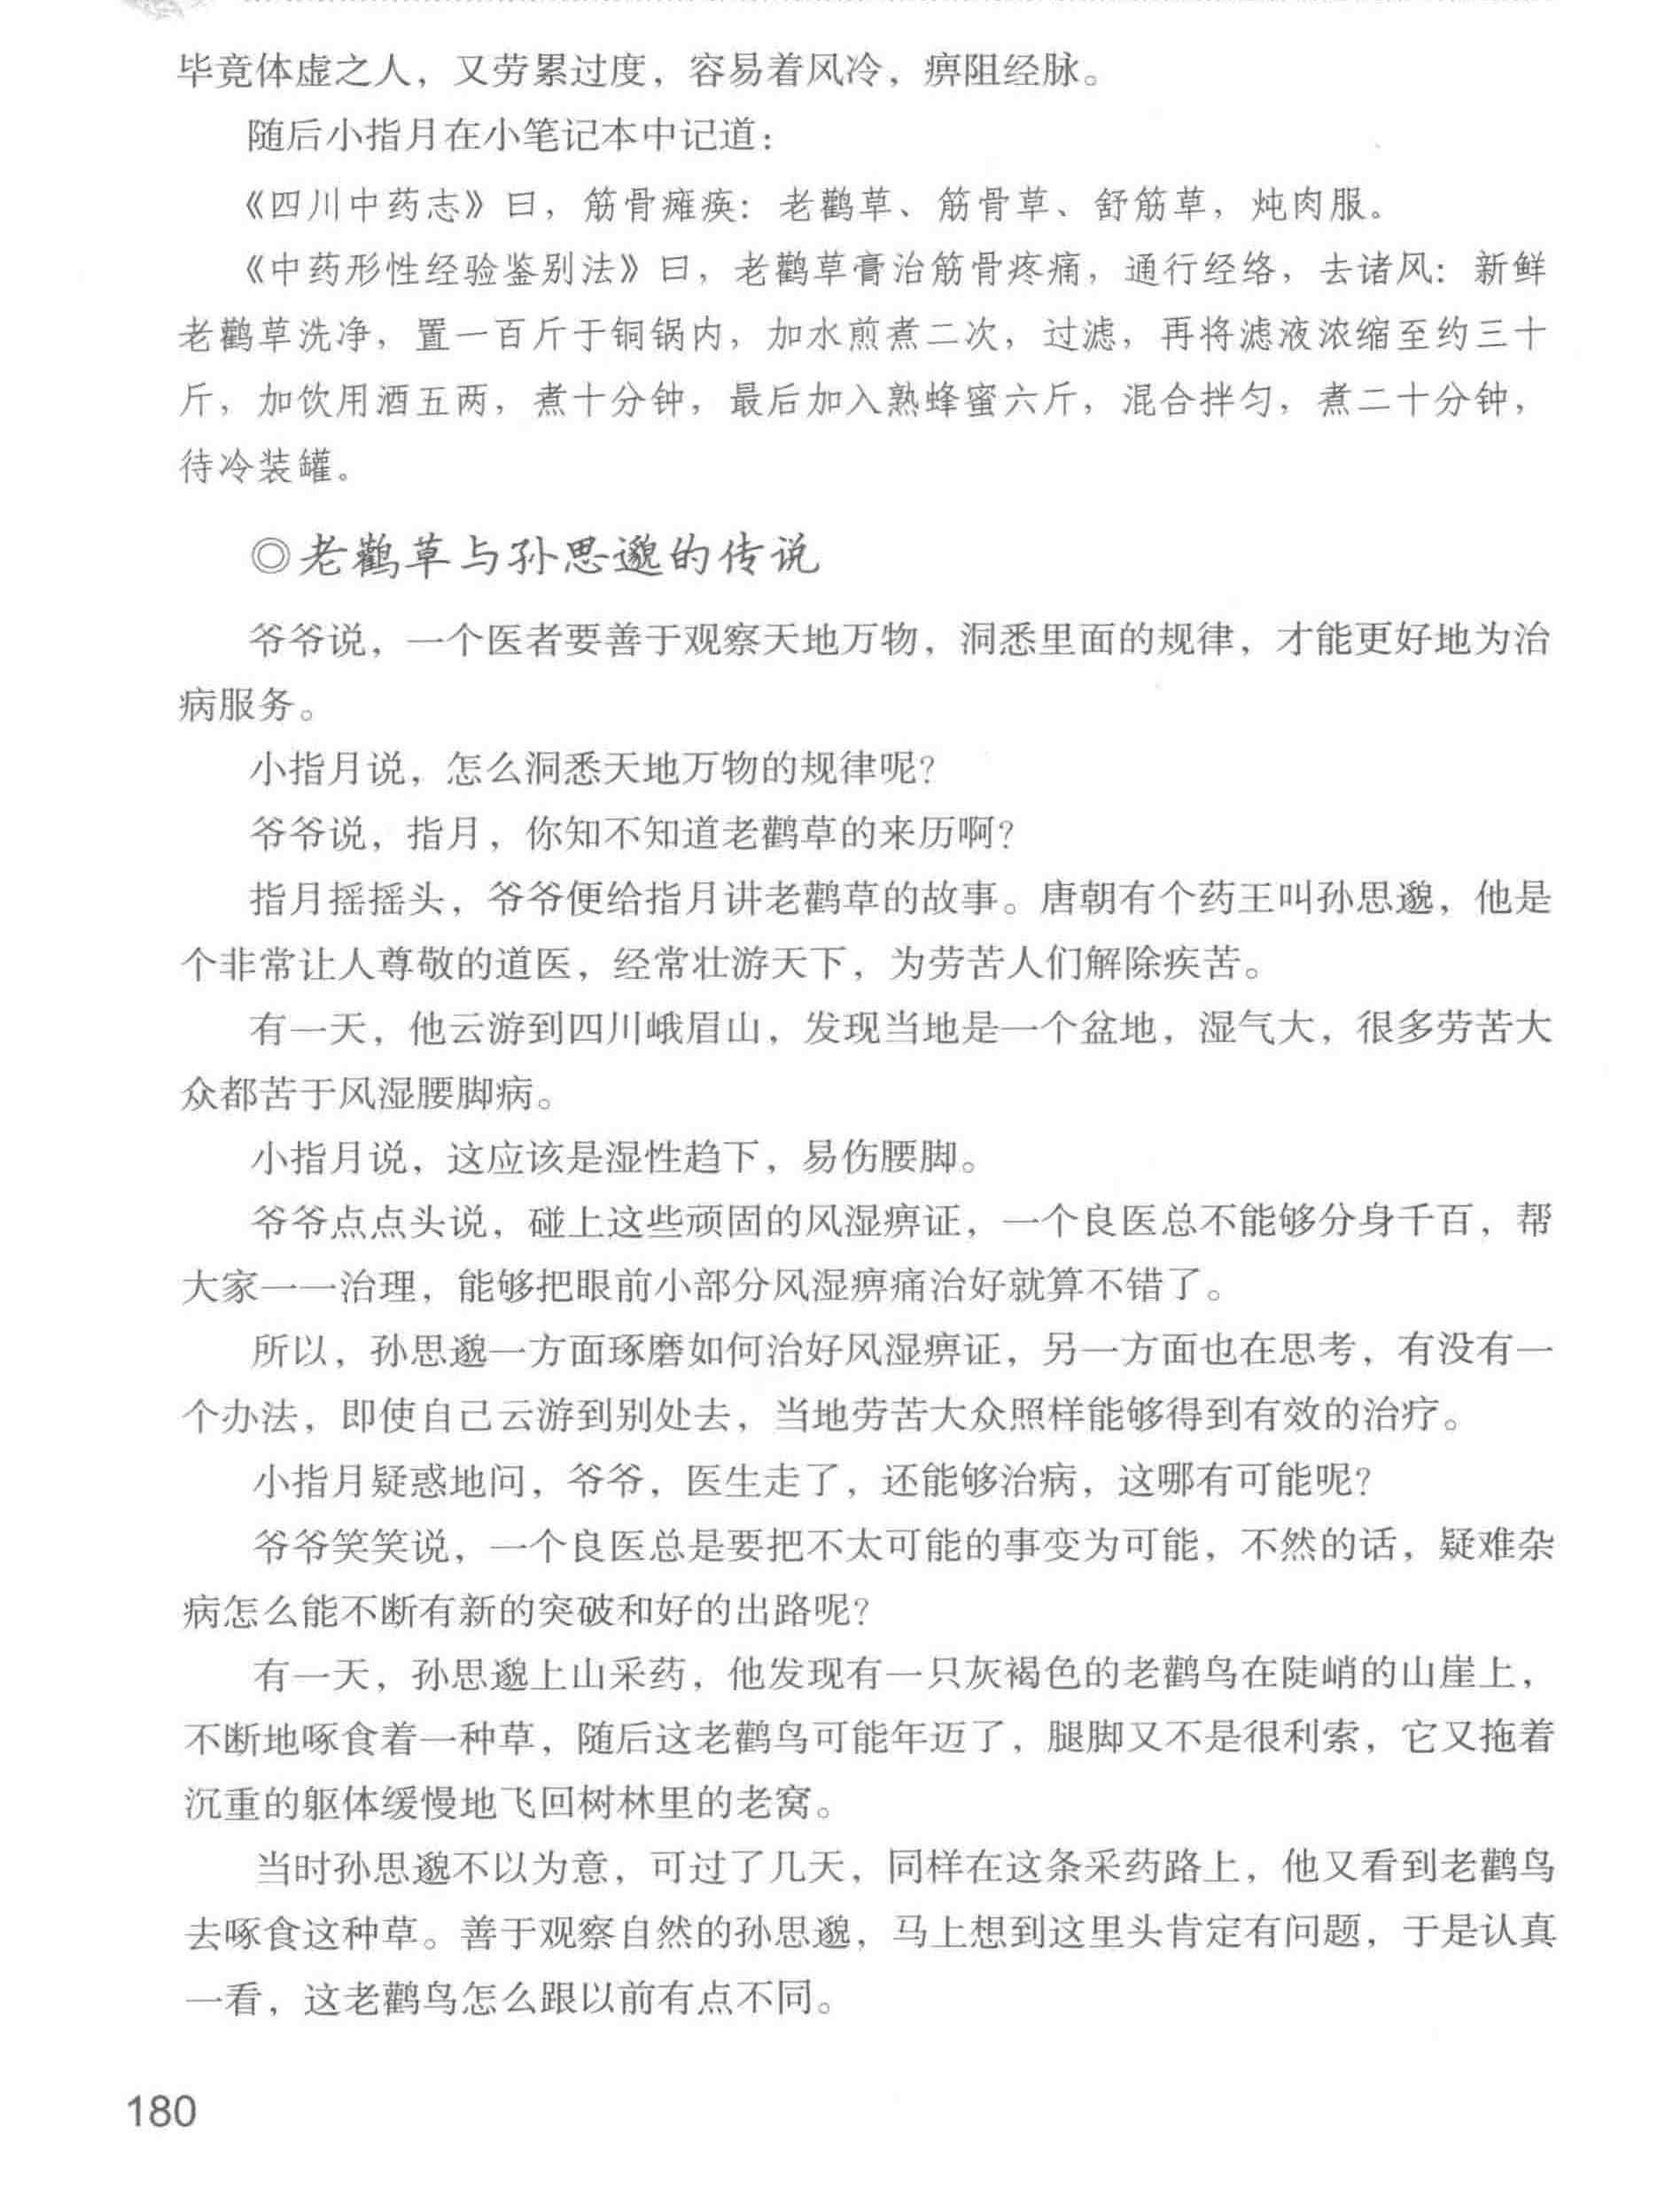 毕竟体虚之人，又劳累过度，容易着风冷，痹阻经脉。
随后小指月在小笔记本中记道：
《四川中药志》曰，筋骨瘫痪：老鹳草、筋骨草、舒筋草，炖肉服。
《中药形性经验鉴别法》曰，老鹳草膏治筋骨疼痛，通行经络，去诸风：新鲜
老鹳草洗净，置一百斤于铜锅内，加水煎煮二次，过滤，再将滤液浓缩至约三十
斤，加饮用酒五两，煮十分钟，最后加入熟蜂蜜六斤，混合拌匀，煮二十分钟，
待冷装罐。
◎老鹳草与孙思邈的传说
爷爷说，一个医者要善于观察天地万物，洞悉里面的规律，才能更好地为治
病服务。
小指月说，怎么洞悉天地万物的规律呢？
爷爷说，指月，你知不知道老鹳草的来历啊？
指月摇摇头，爷爷便给指月讲老鹳草的故事。唐朝有个药王叫孙思邈，他是
个非常让人尊敬的道医，经常壮游天下，为劳苦人们解除疾苦。
有一天，他云游到四川峨眉山，发现当地是一个盆地，湿气大，很多劳苦大
众都苦于风湿腰脚病。
小指月说，这应该是湿性趋下，易伤腰脚。
爷爷点点头说，碰上这些顽固的风湿痹证，一个良医总不能够分身千百，帮
大家一一治理，能够把眼前小部分风湿痹痛治好就算不错了。
所以，孙思邈一方面琢磨如何治好风湿痹证，另一方面也在思考，有没有一
个办法，即使自己云游到别处去，当地劳苦大众照样能够得到有效的治疗。
小指月疑惑地问，爷爷，医生走了，还能够治病，这哪有可能呢？
爷爷笑笑说，一个良医总是要把不太可能的事变为可能，不然的话，疑难杂
病怎么能不断有新的突破和好的出路呢？
有一天，孙思邈上山采药，他发现有一只灰褐色的老鹳鸟在陡峭的山崖上，
不断地啄食着一种草，随后这老鹳鸟可能年迈了，腿脚又不是很利索，它又拖着
沉重的躯体缓慢地飞回树林里的老窝。
当时孙思邈不以为意，可过了几天，同样在这条采药路上，他又看到老鹳鸟
去啄食这种草。善于观察自然的孙思邈，马上想到这里头肯定有问题，于是认真
一看，这老鹳鸟怎么跟以前有点不同。
180